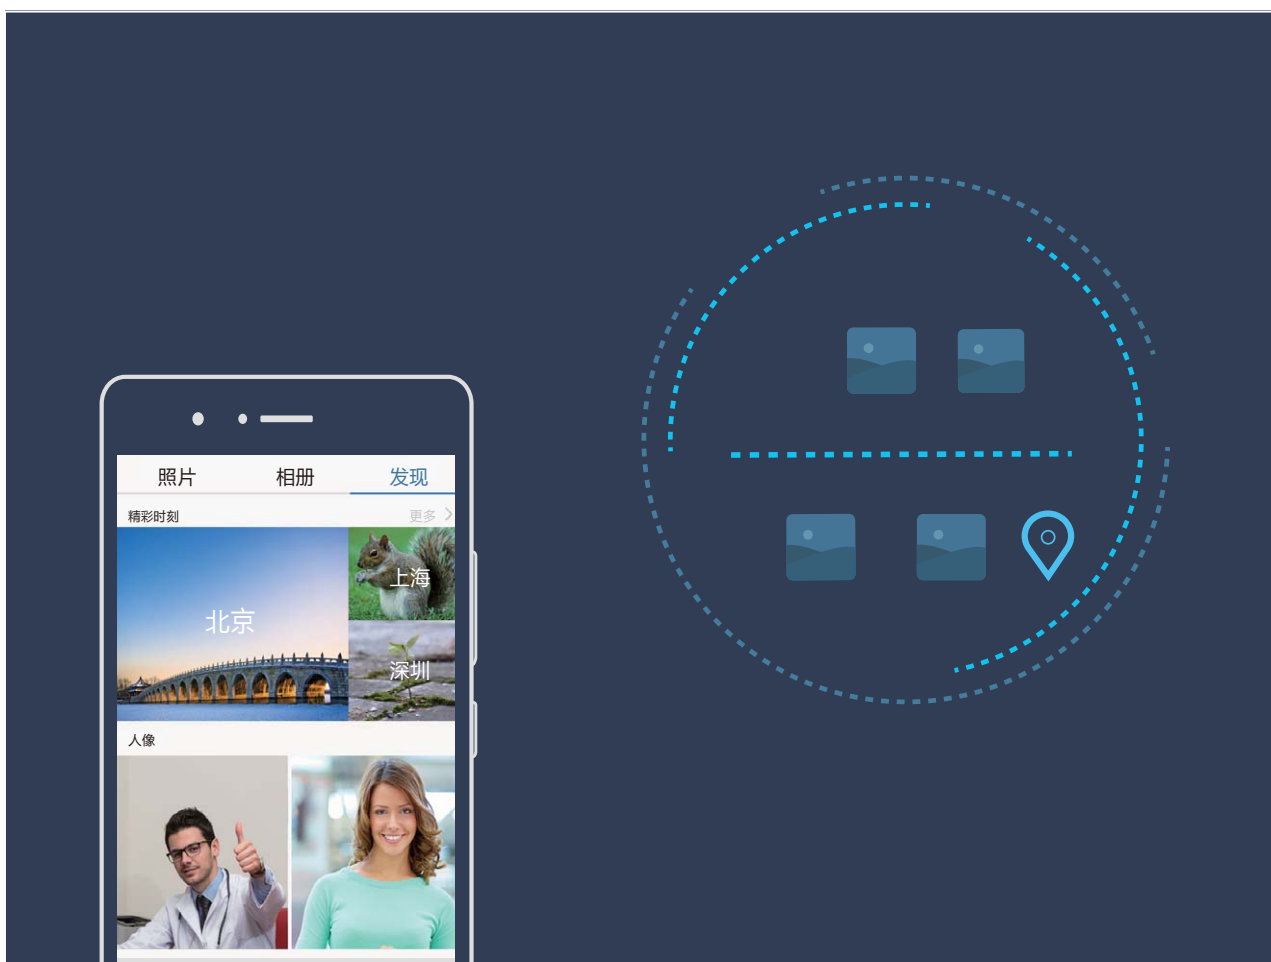 照片 相册 发现
精彩时刻 更多
北京
上海
深圳
人像